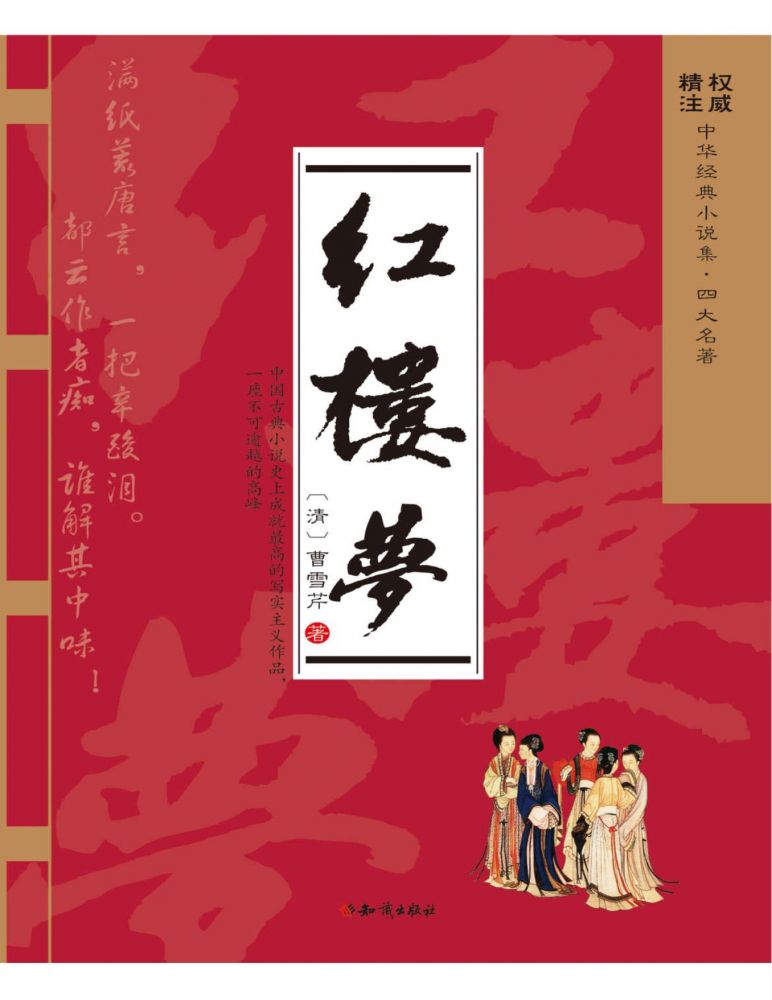 权威
精注
中华经典小说集·四大名著
红楼梦
〔清〕曹雪芹
著
中国古典小说史上成就最高的写实主义作品，
一座不可逾越的高峰
满纸荒唐言，一把辛酸泪。
都云作者痴，谁解其中味！
知识出版社